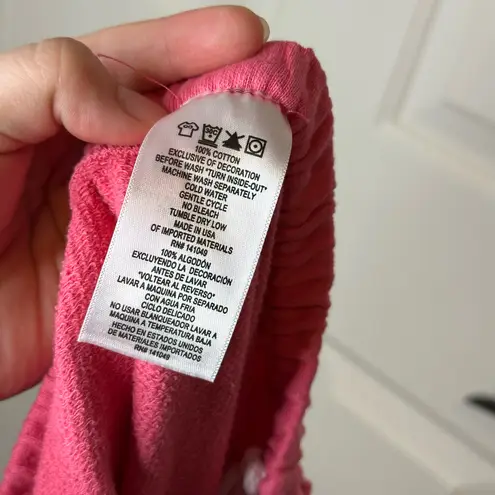 100% COTTON
EXCLUSIVE OF DECORATION
BEFORE WASH "TURN INSIDE-OUT"
MACHINE WASH SEPARATELY
COLD WATER
GENTLE CYCLE
NO BLEACH
TUMBLE DRY LOW
MADE IN USA
OF IMPORTED MATERIALS
RN# 141049
100% ALGODÓN
EXCLUYENDO LA DECORACIÓN
ANTES DE LAVAR
"VOLTEAR AL REVERSO"
LAVAR A MAQUINA POR SEPARADO
CON AGUA FRIA
CICLO DELICADO
NO USAR BLANQUEADOR LAVAR A
MAQUINA A TEMPERATURA BAJA
HECHO EN ESTADOS UNIDOS
DE MATERIALES IMPORTADOS
RN# 141049